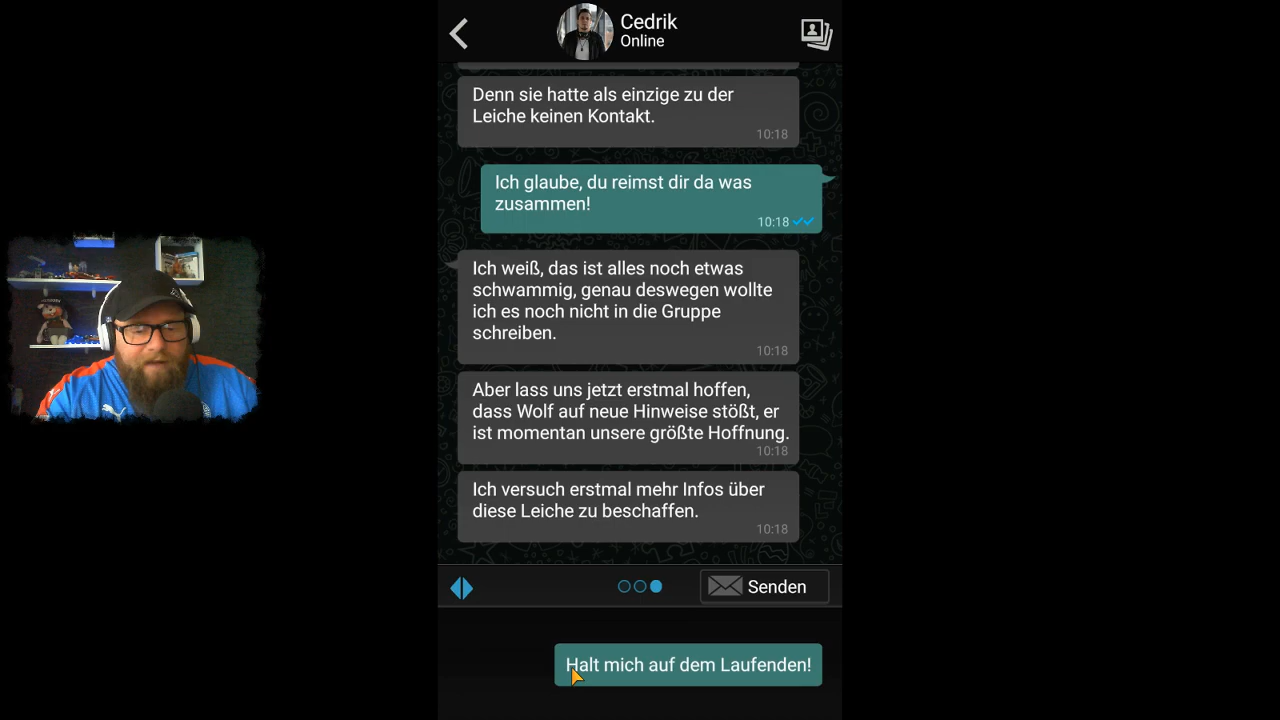 Cedrik
Online
Denn sie hatte als einzige zu der
Leiche keinen Kontakt.
10:18
Ich glaube, du reimst dir da was
zusammen!
10:18
Ich weiß, das ist alles noch etwas
schwammig, genau deswegen wollte
ich es noch nicht in die Gruppe
schreiben.
10:18
Aber lass uns jetzt erstmal hoffen,
dass Wolf auf neue Hinweise stößt, er
ist momentan unsere größte Hoffnung.
10:18
Ich versuch erstmal mehr Infos über
diese Leiche zu beschaffen.
10:18
Senden
Halt mich auf dem Laufenden!